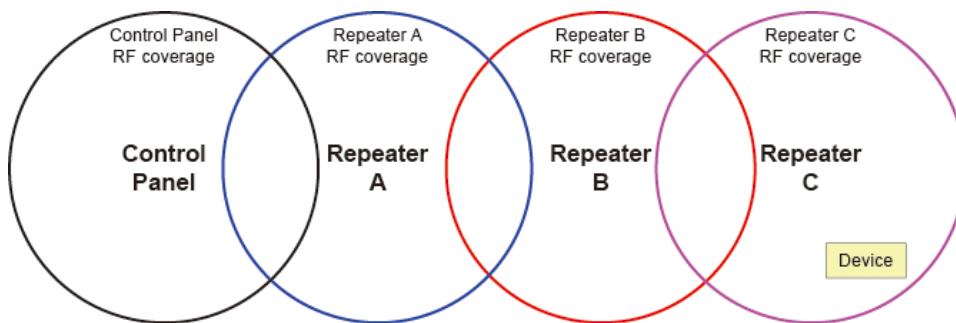 Control Panel
RF coverage
Repeater A
RF coverage
Repeater B
RF coverage
Repeater C
RF coverage
Control
Panel
Repeater
A
Repeater
B
Repeater
C
Device